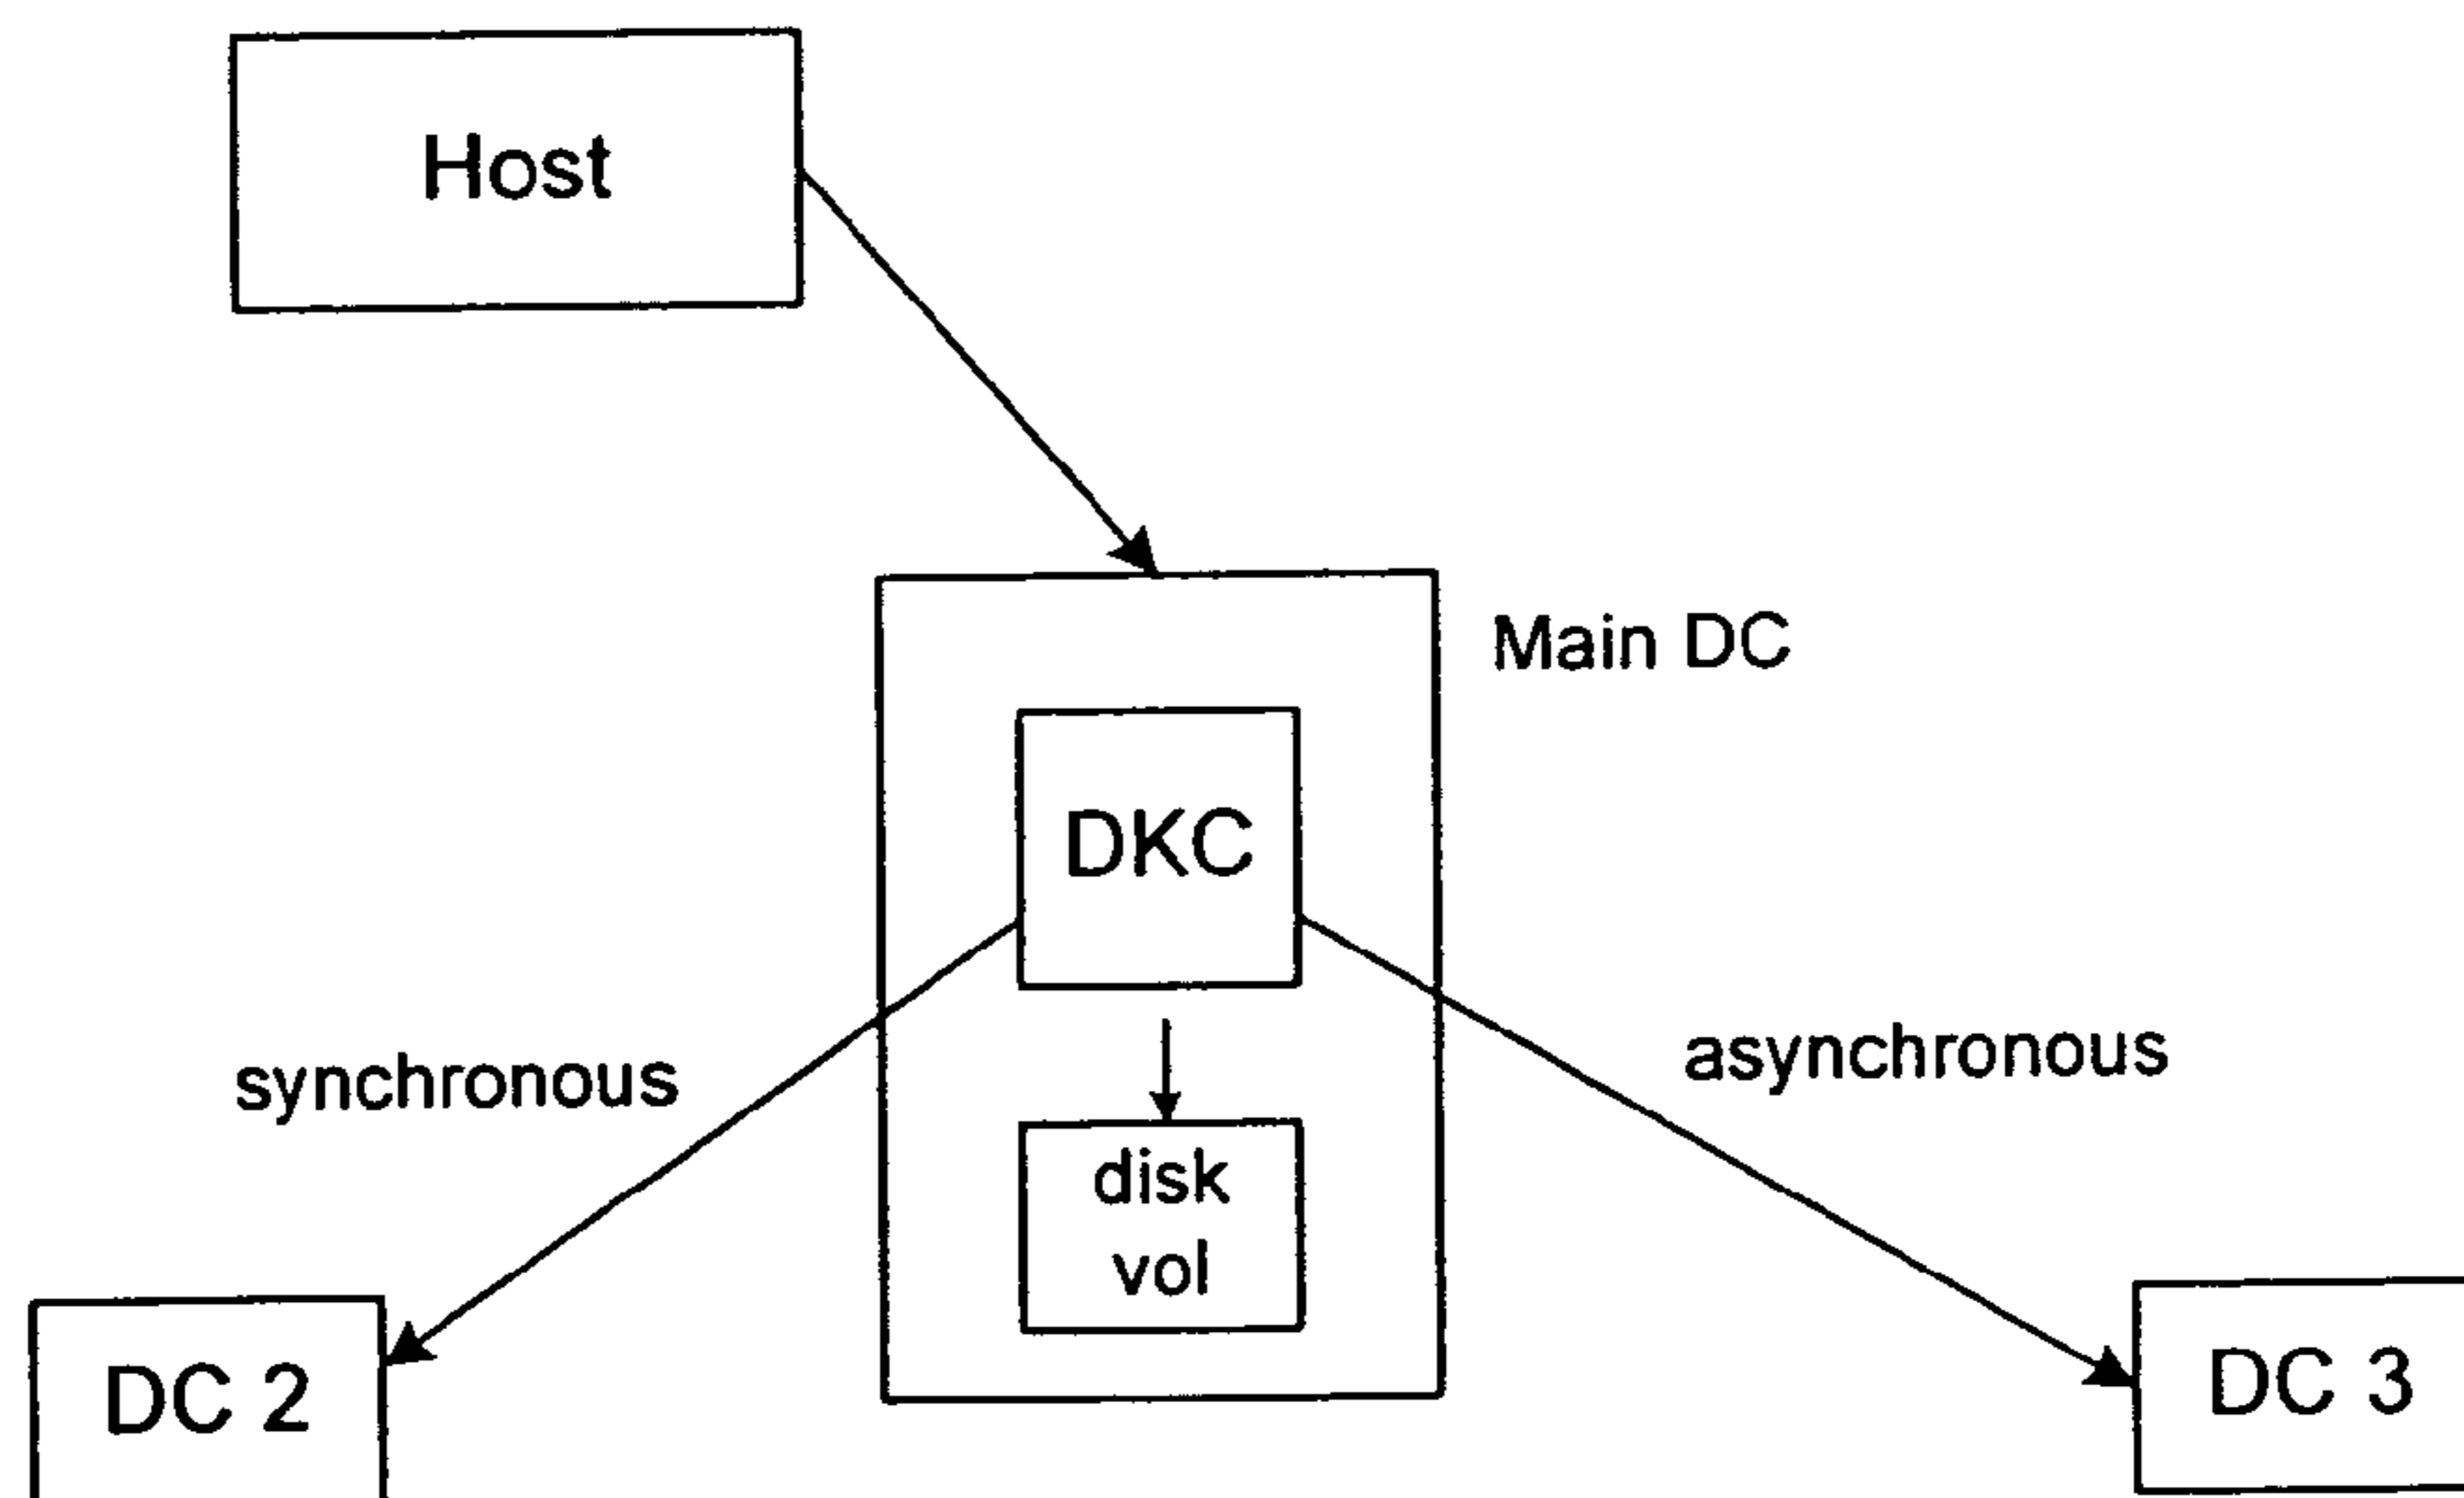 Host
Main DC
DKC
synchronous
asynchronous
disk
vol
DC 2
DC 3